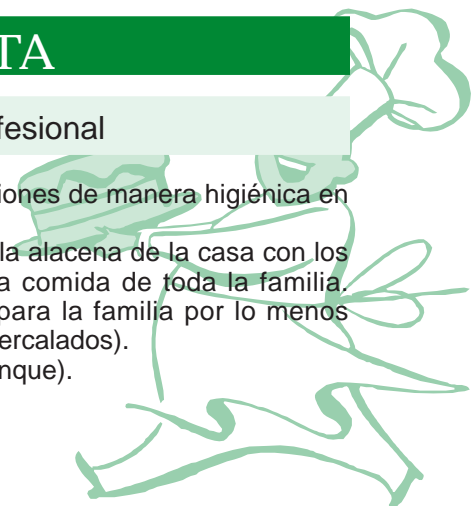 TA
fesional
iones de manera higiénica en
la alacena de la casa con los
a comida de toda la familia.
para la familia por lo menos
ercalados).
nque).